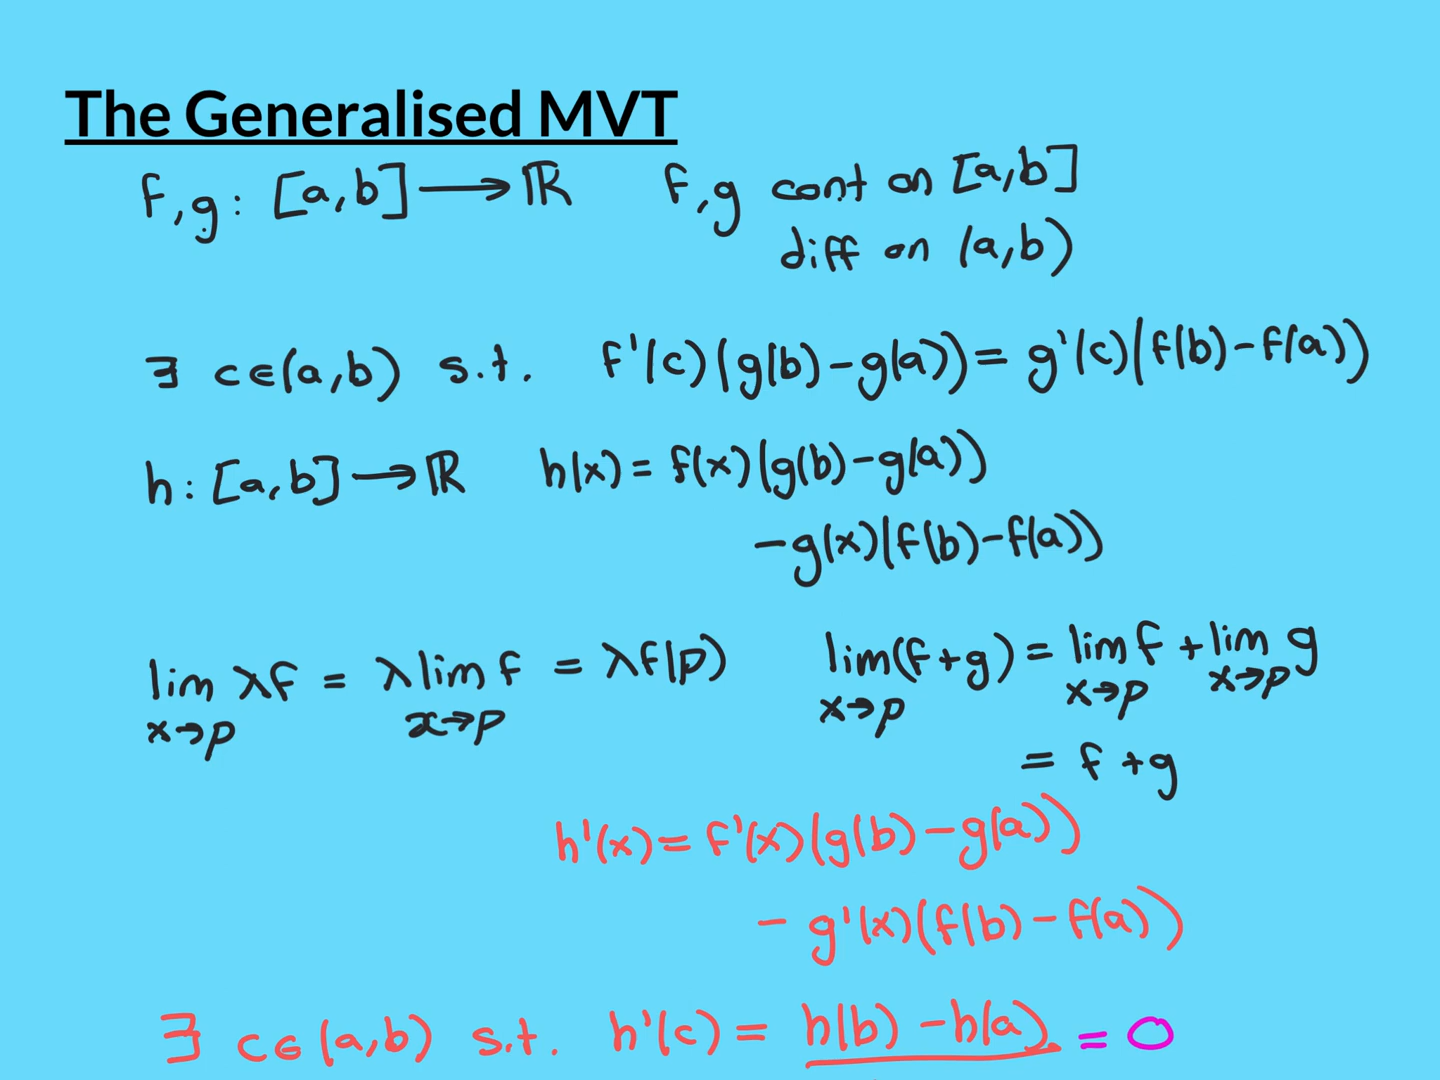 The Generalised MVT
f,g: [a,b] → ℝ f,g cont on [a,b]
diff on (a,b)
∃ c∈(a,b) s.t. f'(c)(g(b)-g(a)) = g'(c)(f(b)-f(a))
h: [a,b] → ℝ h(x) = f(x)(g(b)-g(a))
-g(x)(f(b)-f(a))
lim λf = λ lim f = λf(p) lim(f+g) = lim f + lim g
x→p x→p x→p x→p x→p
= f+g
h'(x) = f'(x)(g(b)-g(a))
- g'(x)(f(b)-f(a))
∃ c∈(a,b) s.t. h'(c) = h(b)-h(a) = 0